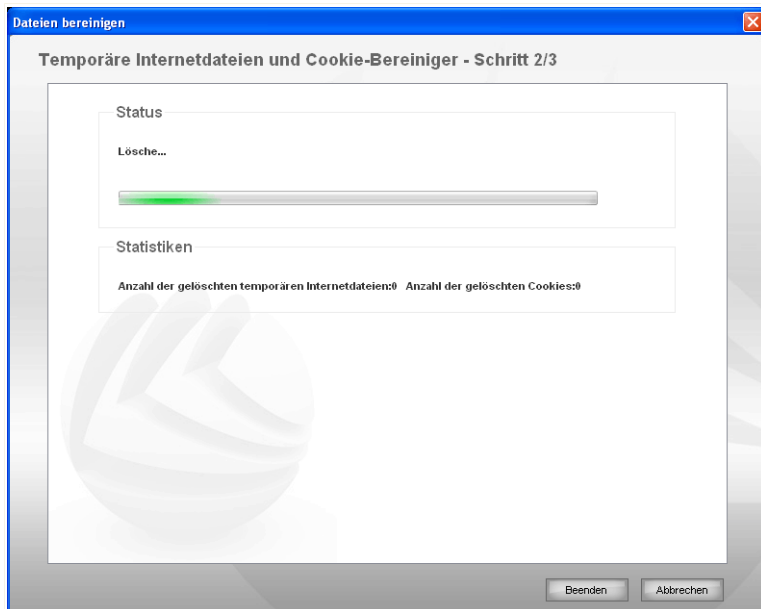 Dateien bereinigen
Temporäre Internetdateien und Cookie-Bereiniger - Schritt 2/3
Status
Lösche...
Statistiken
Anzahl der gelöschten temporären Internetdateien:0 Anzahl der gelöschten Cookies:0
Beenden Abbrechen